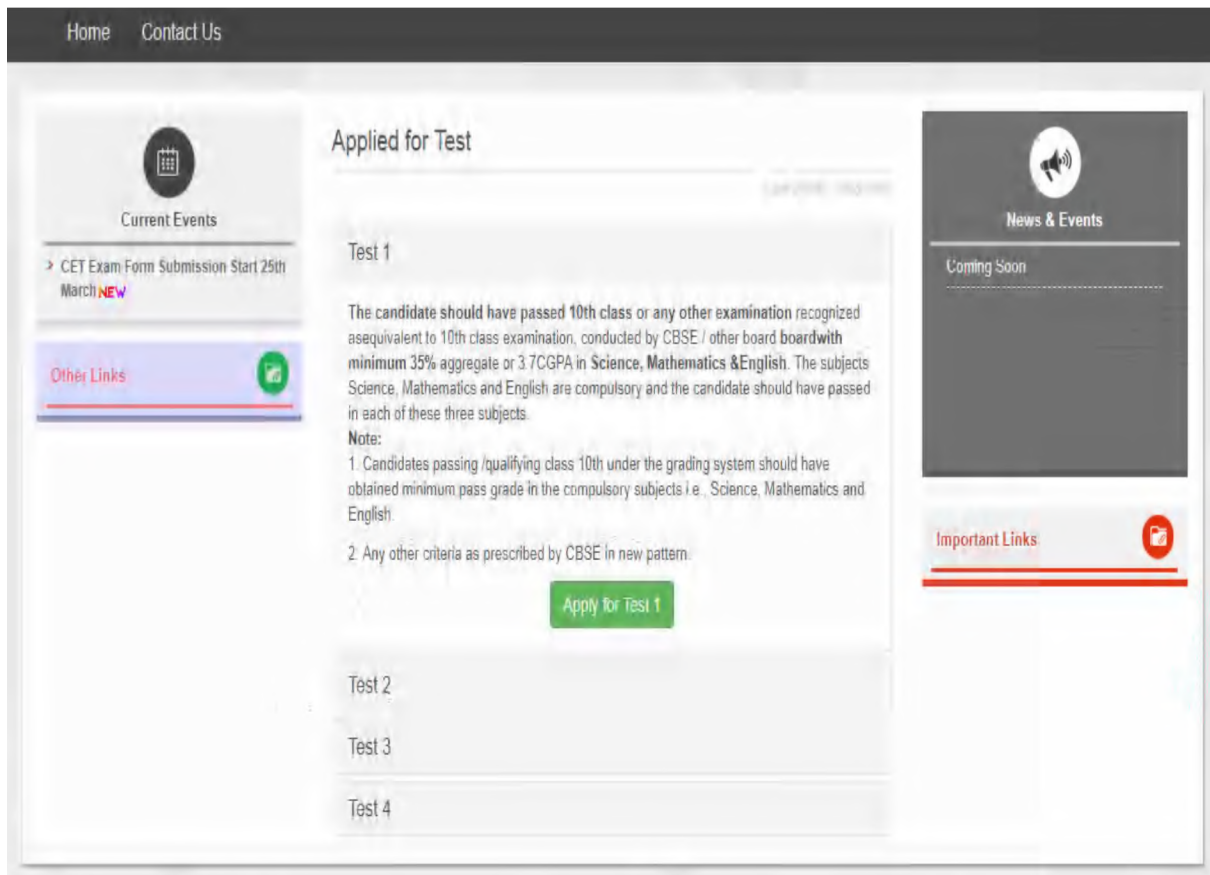 Home Contact Us
Current Events
> CET Exam Form Submission Start 25th
March NEW
Other Links
Applied for Test
Test 1
The candidate should have passed 10th class or any other examination recognized
asequivalent to 10th class examination, conducted by CBSE / other board boardwith
minimum 35% aggregate or 3.7CGPA in Science, Mathematics &English. The subjects
Science, Mathematics and English are compulsory and the candidate should have passed
in each of these three subjects.
Note:
1. Candidates passing /qualifying class 10th under the grading system should have
obtained minimum pass grade in the compulsory subjects i.e., Science, Mathematics and
English.
2. Any other criteria as prescribed by CBSE in new pattern.
Apply for Test 1
Test 2
Test 3
Test 4
News & Events
Coming Soon
Important Links